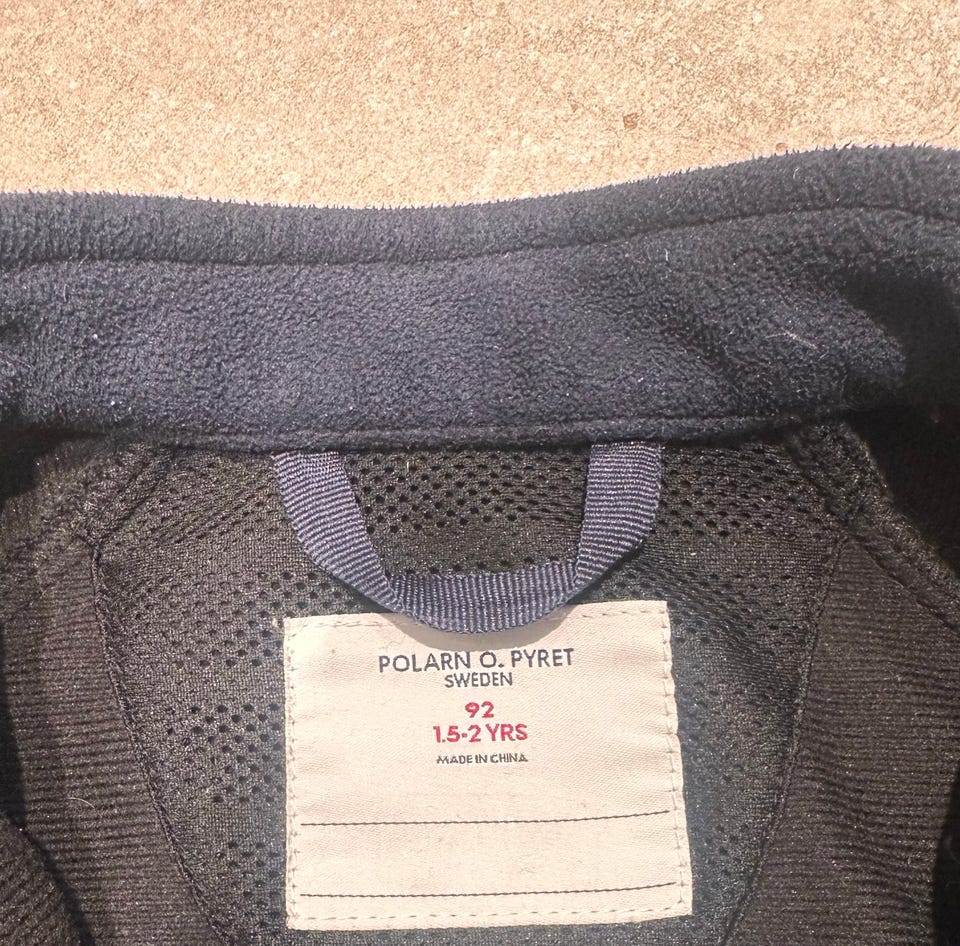 POLARN O. PYRET
SWEDEN
92
1.5-2 YRS
MADE IN CHINA